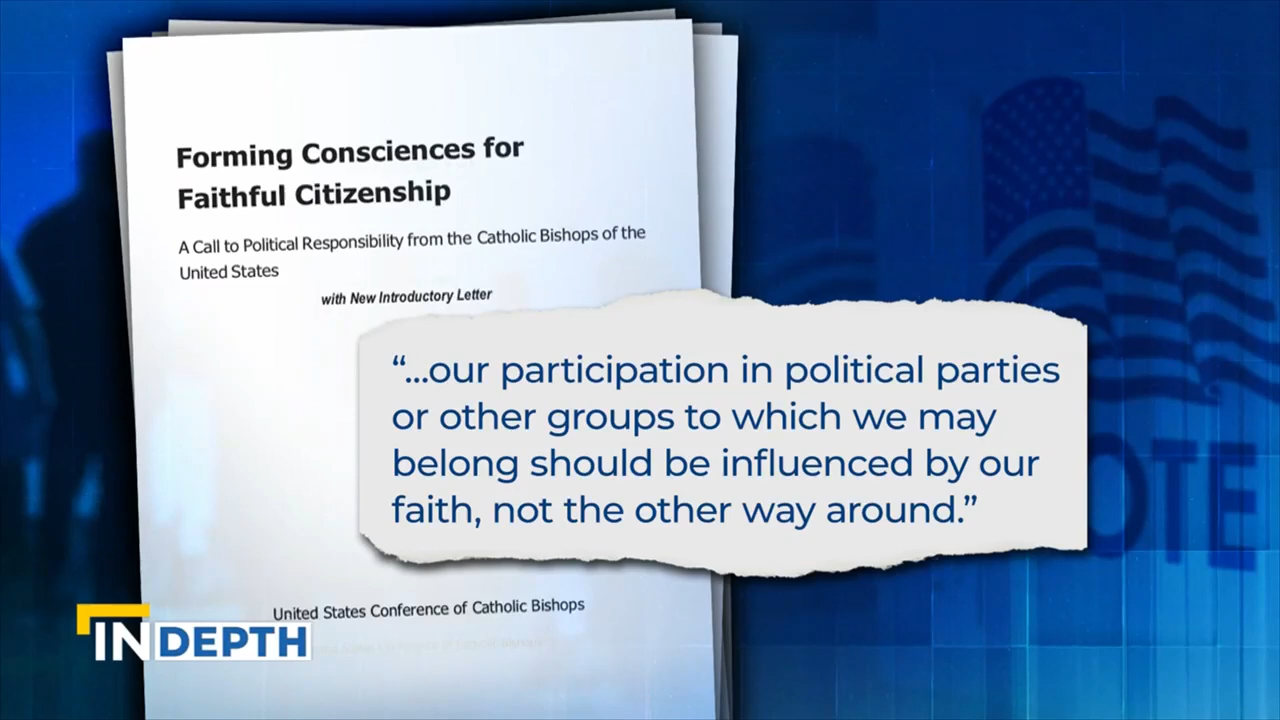 Forming Consciences for
Faithful Citizenship
A Call to Political Responsibility from the Catholic Bishops of the
United States
with New Introductory Letter
“...our participation in political parties
or other groups to which we may
belong should be influenced by our
faith, not the other way around.”
OTE
United States Conference of Catholic Bishops
IN DEPTH